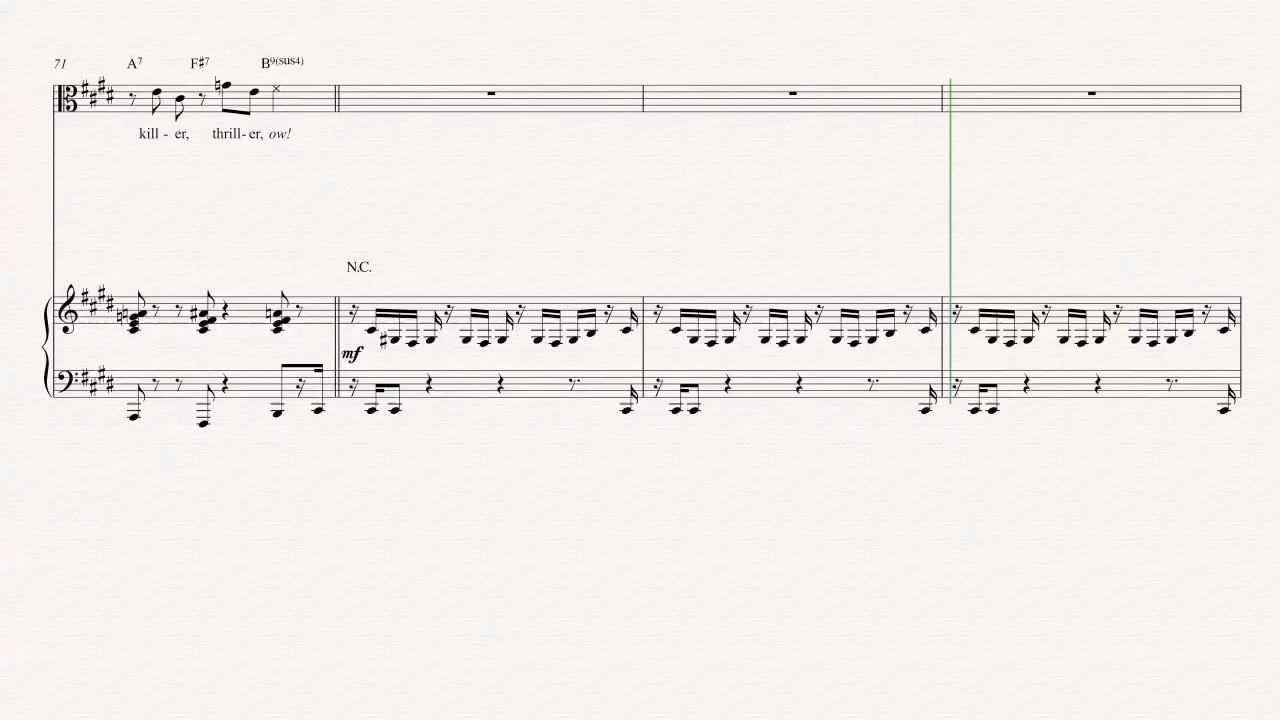 71 A7 F♯7 B9(sus4)
kill - er, thrill- er, ow!
N.C.
mf